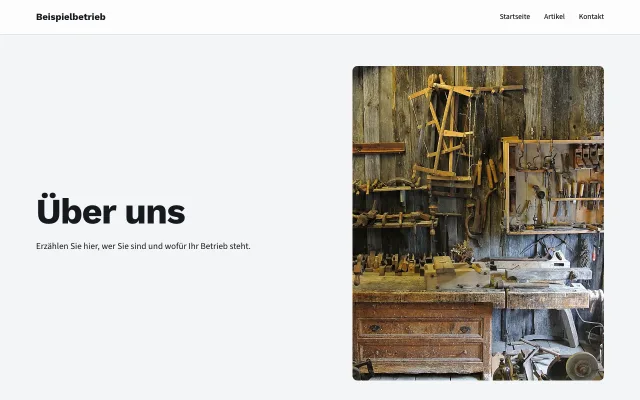 Beispielbetrieb
Startseite Artikel Kontakt
Über uns
Erzählen Sie hier, wer Sie sind und wofür Ihr Betrieb steht.